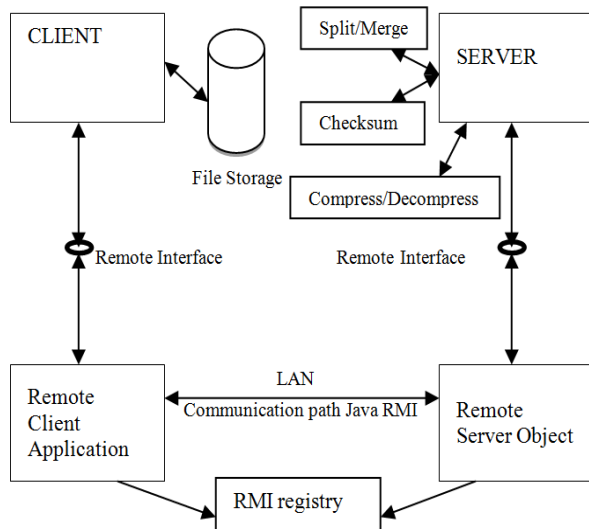 CLIENT
Split/Merge
SERVER
Checksum
File Storage
Compress/Decompress
Remote Interface
Remote Interface
Remote
Client
Application
LAN
Communication path Java RMI
Remote
Server Object
RMI registry